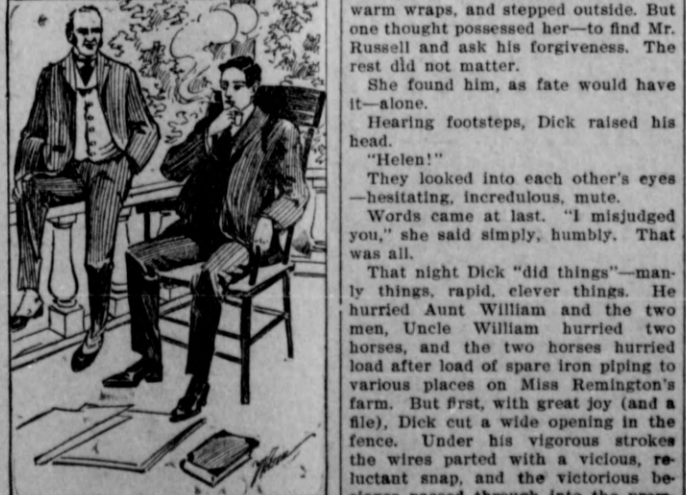 warm wraps, and stepped outside. But
one thought possessed her—to find Mr.
Russell and ask his forgiveness. The
rest did not matter.
She found him, as fate would have
it—alone.
Hearing footsteps, Dick raised his
head.
"Helen!"
They looked into each other's eyes
—hesitating, incredulous, mute.
Words came at last. "I misjudged
you," she said simply, humbly. That
was all.
That night Dick "did things"—man-
ly things, rapid, clever things. He
hurried Aunt William and the two
men, Uncle William hurried two
horses, and the two horses hurried
load after load of spare iron piping to
various places on Miss Remington's
farm. But first, with great joy (and a
file), Dick cut a wide opening in the
fence. Under his vigorous strokes
the wires parted with a vicious, re-
luctant snap, and the victorious be-